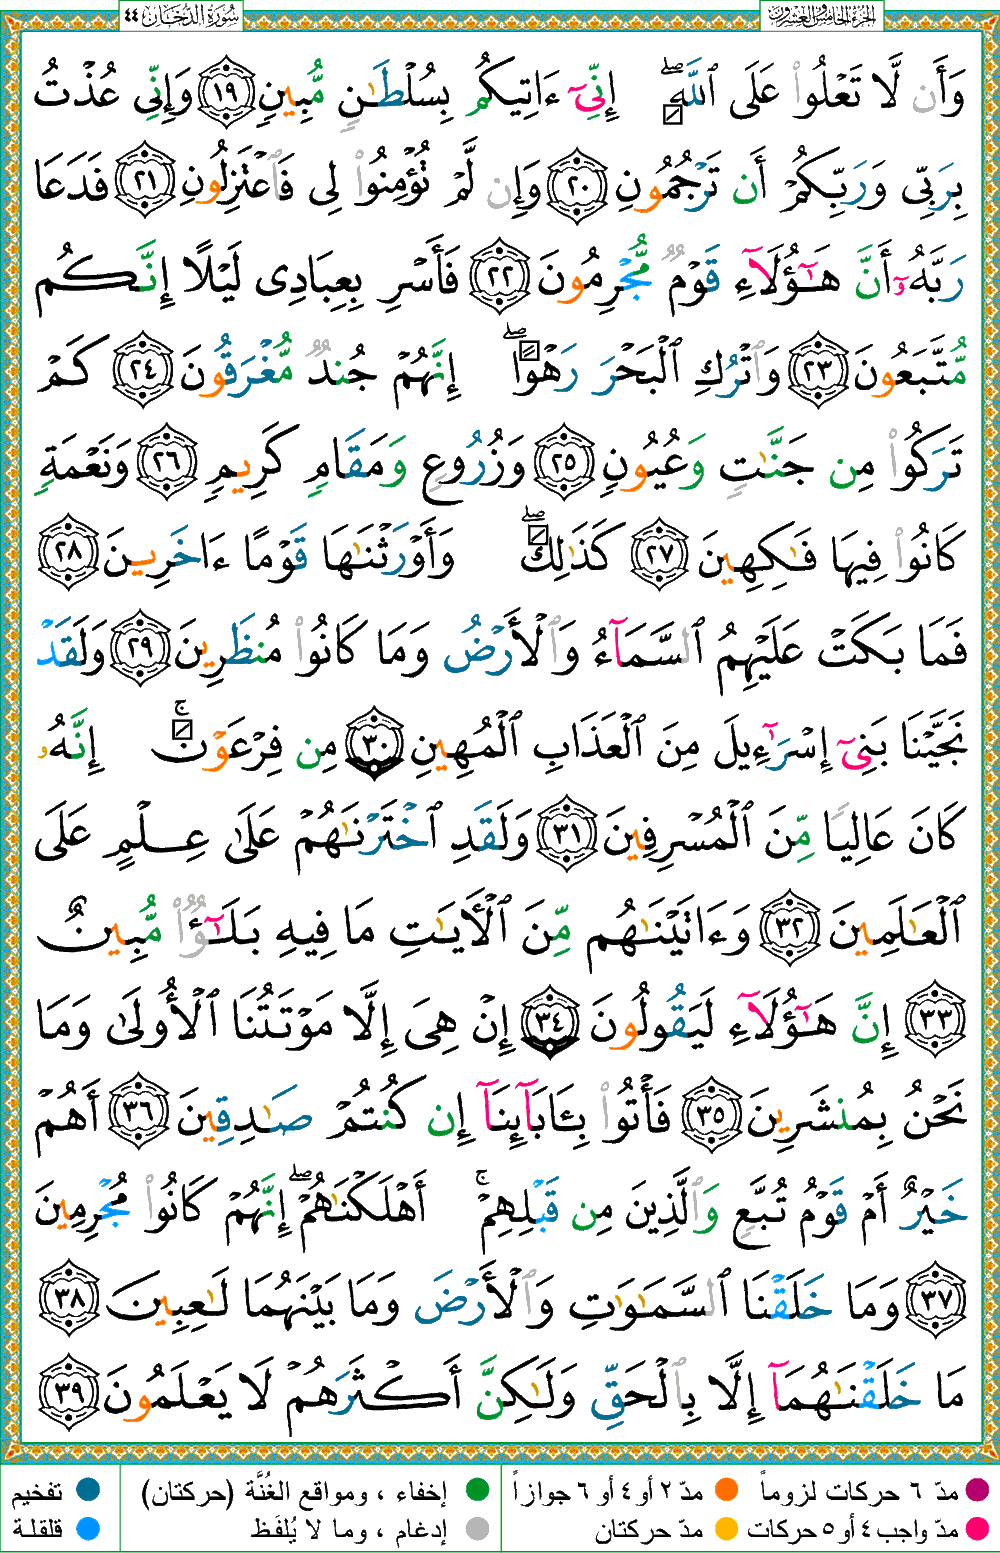 الجزء الخامس والعشرون
سورة الدخان ٤٤
وَأَن لَّا تَعْلُوا۟ عَلَى ٱللَّهِ ۖ إِنِّىٓ ءَاتِيكُم بِسُلْطَـٰنٍ مُّبِينٍ ١٩ وَإِنِّى عُذْتُ
بِرَبِّى وَرَبِّكُمْ أَن تَرْجُمُونِ ٢٠ وَإِن لَّمْ تُؤْمِنُوا۟ لِى فَٱعْتَزِلُونِ ٢١ فَدَعَا
رَبَّهُۥٓ أَنَّ هَـٰٓؤُلَآءِ قَوْمٌ مُّجْرِمُونَ ٢٢ فَأَسْرِ بِعِبَادِى لَيْلًا إِنَّكُم
مُّتَّبَعُونَ ٢٣ وَٱتْرُكِ ٱلْبَحْرَ رَهْوًا ۖ إِنَّهُمْ جُندٌ مُّغْرَقُونَ ٢٤ كَمْ
تَرَكُوا۟ مِن جَنَّـٰتٍ وَعُيُونٍ ٢٥ وَزُرُوعٍ وَمَقَامٍ كَرِيمٍ ٢٦ وَنَعْمَةٍ
كَانُوا۟ فِيهَا فَـٰكِهِينَ ٢٧ كَذَٰلِكَ ۖ وَأَوْرَثْنَـٰهَا قَوْمًا ءَاخَرِينَ ٢٨
فَمَا بَكَتْ عَلَيْهِمُ ٱلسَّمَآءُ وَٱلْأَرْضُ وَمَا كَانُوا۟ مُنظَرِينَ ٢٩ وَلَقَدْ
نَجَّيْنَا بَنِىٓ إِسْرَٰٓءِيلَ مِنَ ٱلْعَذَابِ ٱلْمُهِينِ ٣٠ مِن فِرْعَوْنَ ۚ إِنَّهُۥ
كَانَ عَالِيًا مِّنَ ٱلْمُسْرِفِينَ ٣١ وَلَقَدِ ٱخْتَرْنَـٰهُمْ عَلَىٰ عِلْمٍ عَلَى
ٱلْعَـٰلَمِينَ ٣٢ وَءَاتَيْنَـٰهُم مِّنَ ٱلْأَيَـٰتِ مَا فِيهِ بَلَـٰٓؤٌا۟ مُّبِينٌ
٣٣ إِنَّ هَـٰٓؤُلَآءِ لَيَقُولُونَ ٣٤ إِنْ هِىَ إِلَّا مَوْتَتُنَا ٱلْأُولَىٰ وَمَا
نَحْنُ بِمُنشَرِينَ ٣٥ فَأْتُوا۟ بِـَٔابَآئِنَآ إِن كُنتُمْ صَـٰدِقِينَ ٣٦ أَهُمْ
خَيْرٌ أَمْ قَوْمُ تُبَّعٍ وَٱلَّذِينَ مِن قَبْلِهِمْ ۚ أَهْلَكْنَـٰهُمْ ۖ إِنَّهُمْ كَانُوا۟ مُجْرِمِينَ
٣٧ وَمَا خَلَقْنَا ٱلسَّمَـٰوَٰتِ وَٱلْأَرْضَ وَمَا بَيْنَهُمَا لَـٰعِبِينَ ٣٨
مَا خَلَقْنَـٰهُمَآ إِلَّا بِٱلْحَقِّ وَلَـٰكِنَّ أَكْثَرَهُمْ لَا يَعْلَمُونَ ٣٩
مدّ ٦ حركات لزوماً مدّ ٢ أو ٤ أو ٦ جوازاً إخفاء ، ومواقع الغُنَّة (حركتان) تفخيم
مدّ واجب ٤ أو ٥ حركات مدّ حركتان إدغام ، وما لا يُلفَظ قلقلة